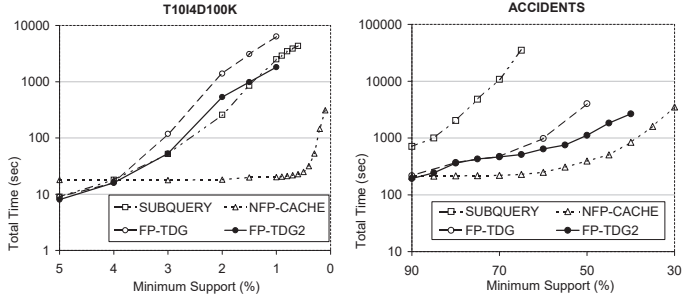 T10I4D100K
10000
1000
100
10
1
Total Time (sec)
5 4 3 2 1 0
Minimum Support (%)
SUBQUERY NFP-CACHE
FP-TDG FP-TDG2
ACCIDENTS
100000
10000
1000
100
10
Total Time (sec)
90 70 50 30
Minimum Support (%)
SUBQUERY NFP-CACHE
FP-TDG FP-TDG2